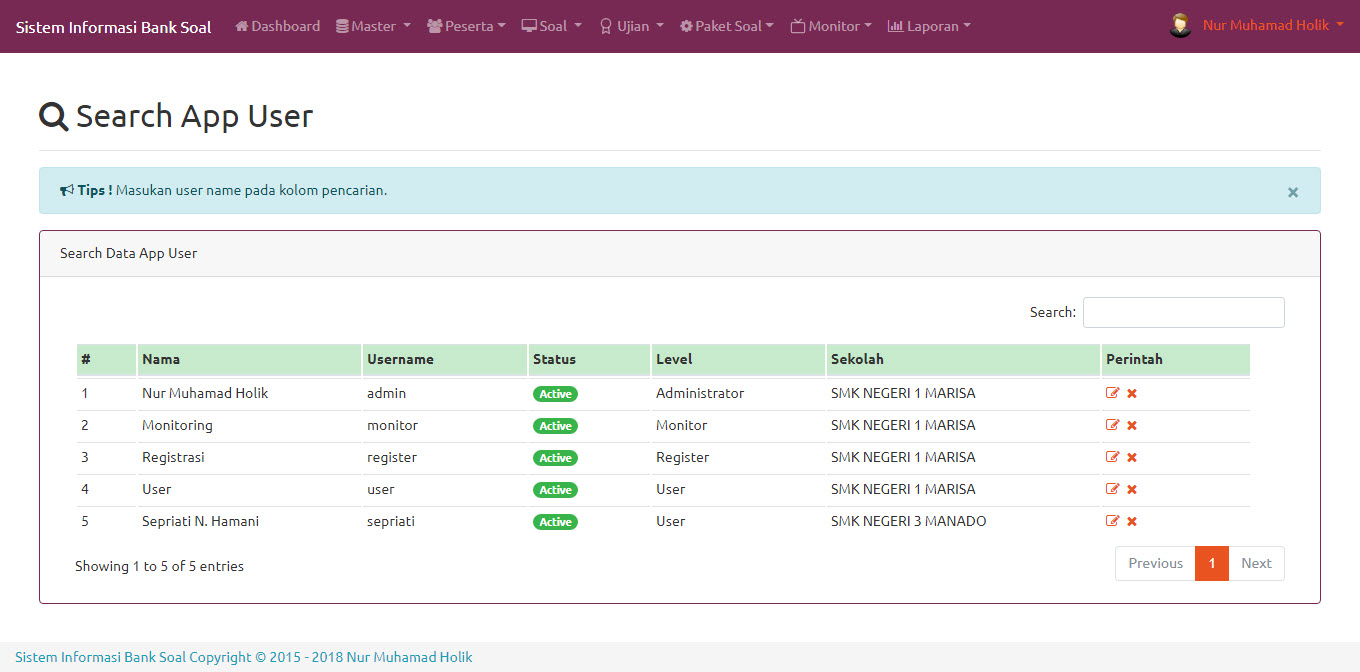 Sistem Informasi Bank Soal Dashboard Master Peserta Soal Ujian Paket Soal Monitor Laporan Nur Muhamad Holik
Search App User
Tips ! Masukan user name pada kolom pencarian. ×
Search Data App User
Search:
# Nama Username Status Level Sekolah Perintah
1 Nur Muhamad Holik admin Active Administrator SMK NEGERI 1 MARISA
2 Monitoring monitor Active Monitor SMK NEGERI 1 MARISA
3 Registrasi register Active Register SMK NEGERI 1 MARISA
4 User user Active User SMK NEGERI 1 MARISA
5 Sepriati N. Hamani sepriati Active User SMK NEGERI 3 MANADO
Showing 1 to 5 of 5 entries Previous 1 Next
Sistem Informasi Bank Soal Copyright © 2015 - 2018 Nur Muhamad Holik